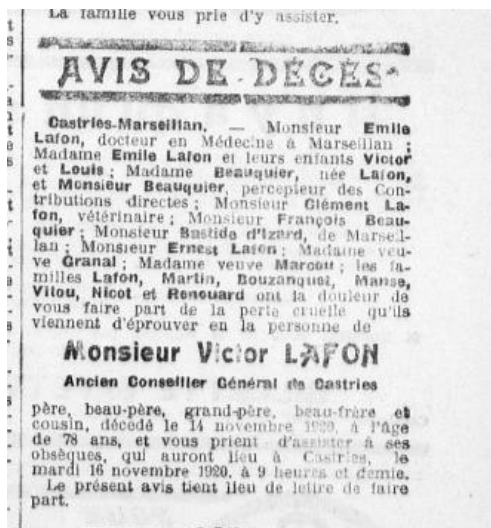 La famille vous prie d'y assister.
AVIS DE DÉCÈS
Castries-Marseillan. — Monsieur Emile
Lafon, docteur en Médecine à Marseillan ;
Madame Emile Lafon et leurs enfants Victor
et Louis ; Madame Beauquier, née Lafon,
et Monsieur Beauquier, percepteur des Con-
tributions directes ; Monsieur Clément La-
fon, vétérinaire ; Monsieur François Beau-
quier ; Monsieur Bastide d'Izard, de Marseil-
lan ; Monsieur Ernest Lafon ; Madame veu-
ve Granal ; Madame veuve Marcou ; les fa-
milles Lafon, Martin, Bouzanquet, Manse,
Vitou, Nicot et Renouard ont la douleur de
vous faire part de la perte cruelle qu'ils
viennent d'éprouver en la personne de
Monsieur Victor LAFON
Ancien Conseiller Général de Castries
père, beau-père, grand-père, beau-frère et
cousin, décédé le 14 novembre 1920, à l'âge
de 78 ans, et vous prient d'assister à ses
obsèques, qui auront lieu à Castries, le
mardi 16 novembre 1920, à 9 heures et demie.
Le présent avis tient lieu de lettre de faire
part.